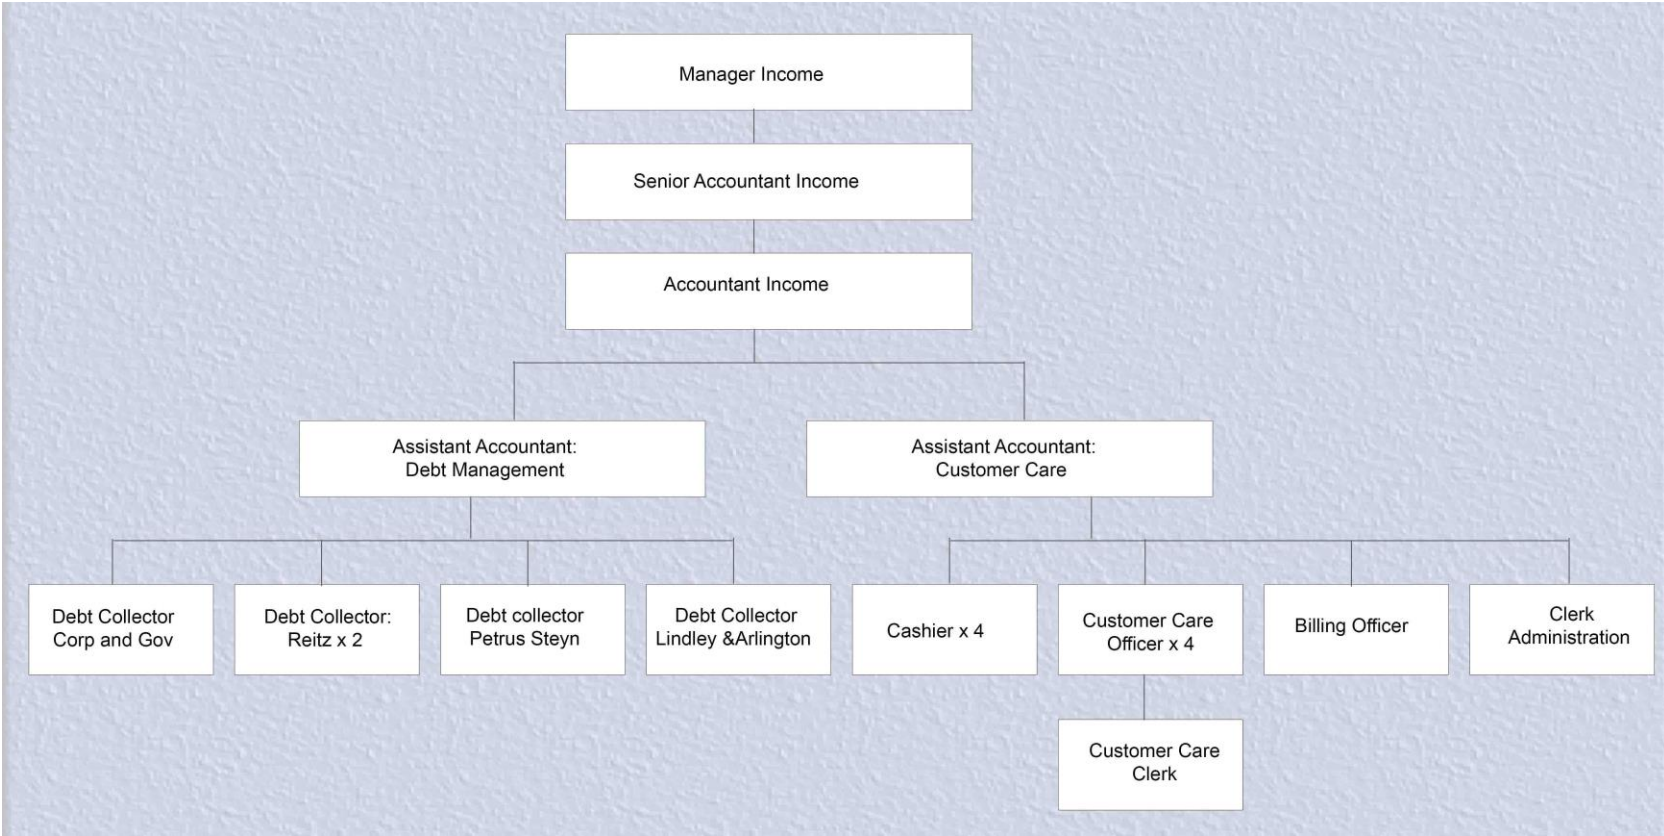 Manager Income
Senior Accountant Income
Accountant Income
Assistant Accountant:
Debt Management
Assistant Accountant:
Customer Care
Debt Collector
Corp and Gov
Debt Collector:
Reitz x 2
Debt collector
Petrus Steyn
Debt Collector
Lindley &Arlington
Cashier x 4
Customer Care
Officer x 4
Billing Officer
Clerk
Administration
Customer Care
Clerk